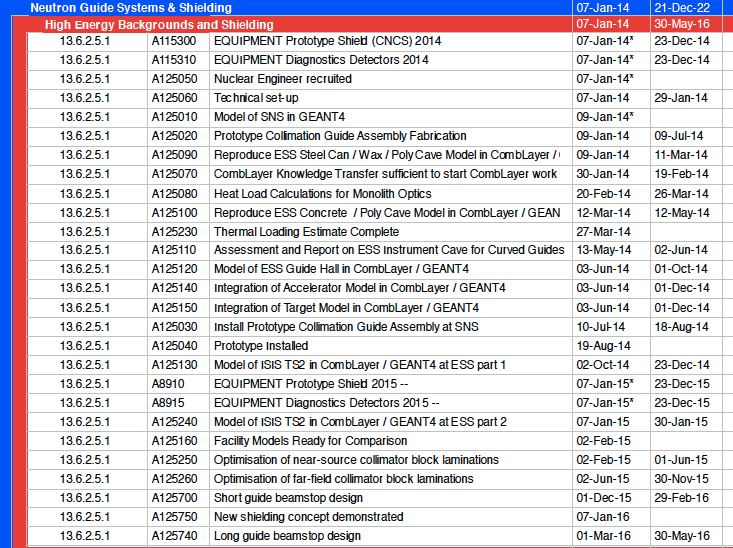 Neutron Guide Systems & Shielding 07-Jan-14 21-Dec-22
High Energy Backgrounds and Shielding 07-Jan-14 30-May-16
13.6.2.5.1 A115300 EQUIPMENT Prototype Shield (CNCS) 2014 07-Jan-14* 23-Dec-14
13.6.2.5.1 A115310 EQUIPMENT Diagnostics Detectors 2014 07-Jan-14* 23-Dec-14
13.6.2.5.1 A125050 Nuclear Engineer recruited 07-Jan-14*
13.6.2.5.1 A125060 Technical set-up 07-Jan-14 29-Jan-14
13.6.2.5.1 A125010 Model of SNS in GEANT4 09-Jan-14*
13.6.2.5.1 A125020 Prototype Collimation Guide Assembly Fabrication 09-Jan-14 09-Jul-14
13.6.2.5.1 A125090 Reproduce ESS Steel Can / Wax / Poly Cave Model in CombLayer / 09-Jan-14 11-Mar-14
13.6.2.5.1 A125070 CombLayer Knowledge Transfer sufficient to start CombLayer work 30-Jan-14 19-Feb-14
13.6.2.5.1 A125080 Heat Load Calculations for Monolith Optics 20-Feb-14 26-Mar-14
13.6.2.5.1 A125100 Reproduce ESS Concrete / Poly Cave Model in CombLayer / GEAN 12-Mar-14 12-May-14
13.6.2.5.1 A125230 Thermal Loading Estimate Complete 27-Mar-14
13.6.2.5.1 A125110 Assessment and Report on ESS Instrument Cave for Curved Guides 13-May-14 02-Jun-14
13.6.2.5.1 A125120 Model of ESS Guide Hall in CombLayer / GEANT4 03-Jun-14 01-Oct-14
13.6.2.5.1 A125140 Integration of Accelerator Model in CombLayer / GEANT4 03-Jun-14 01-Dec-14
13.6.2.5.1 A125150 Integration of Target Model in CombLayer / GEANT4 03-Jun-14 01-Dec-14
13.6.2.5.1 A125030 Install Prototype Collimation Guide Assembly at SNS 10-Jul-14 18-Aug-14
13.6.2.5.1 A125040 Prototype Installed 19-Aug-14
13.6.2.5.1 A125130 Model of ISIS TS2 in CombLayer / GEANT4 at ESS part 1 02-Oct-14 23-Dec-14
13.6.2.5.1 A8910 EQUIPMENT Prototype Shield 2015 -- 07-Jan-15* 23-Dec-15
13.6.2.5.1 A8915 EQUIPMENT Diagnostics Detectors 2015 -- 07-Jan-15* 23-Dec-15
13.6.2.5.1 A125240 Model of ISIS TS2 in CombLayer / GEANT4 at ESS part 2 07-Jan-15 30-Jan-15
13.6.2.5.1 A125160 Facility Models Ready for Comparison 02-Feb-15
13.6.2.5.1 A125250 Optimisation of near-source collimator block laminations 02-Feb-15 01-Jun-15
13.6.2.5.1 A125260 Optimisation of far-field collimator block laminations 02-Jun-15 30-Nov-15
13.6.2.5.1 A125700 Short guide beamstop design 01-Dec-15 29-Feb-16
13.6.2.5.1 A125750 New shielding concept demonstrated 07-Jan-16
13.6.2.5.1 A125740 Long guide beamstop design 01-Mar-16 30-May-16